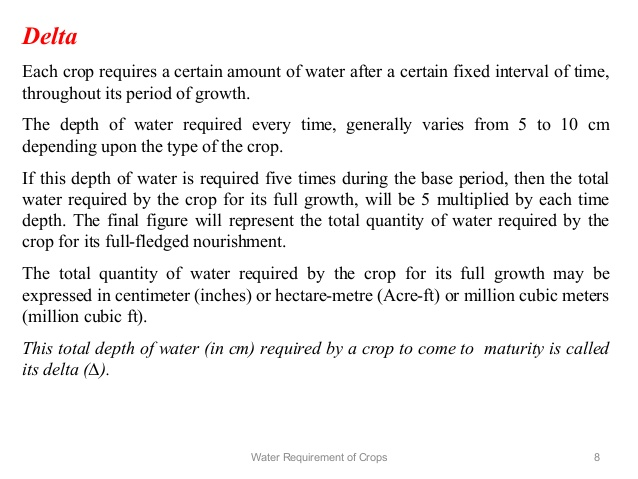 Delta
Each crop requires a certain amount of water after a certain fixed interval of time,
throughout its period of growth.
The depth of water required every time, generally varies from 5 to 10 cm
depending upon the type of the crop.
If this depth of water is required five times during the base period, then the total
water required by the crop for its full growth, will be 5 multiplied by each time
depth. The final figure will represent the total quantity of water required by the
crop for its full-fledged nourishment.
The total quantity of water required by the crop for its full growth may be
expressed in centimeter (inches) or hectare-metre (Acre-ft) or million cubic meters
(million cubic ft).
This total depth of water (in cm) required by a crop to come to maturity is called
its delta (∆).
Water Requirement of Crops
8